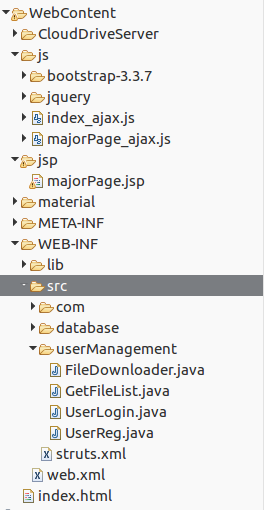 WebContent
CloudDriveServer
js
bootstrap-3.3.7
jquery
index_ajax.js
majorPage_ajax.js
jsp
majorPage.jsp
material
META-INF
WEB-INF
lib
src
com
database
userManagement
FileDownloader.java
GetFileList.java
UserLogin.java
UserReg.java
struts.xml
web.xml
index.html